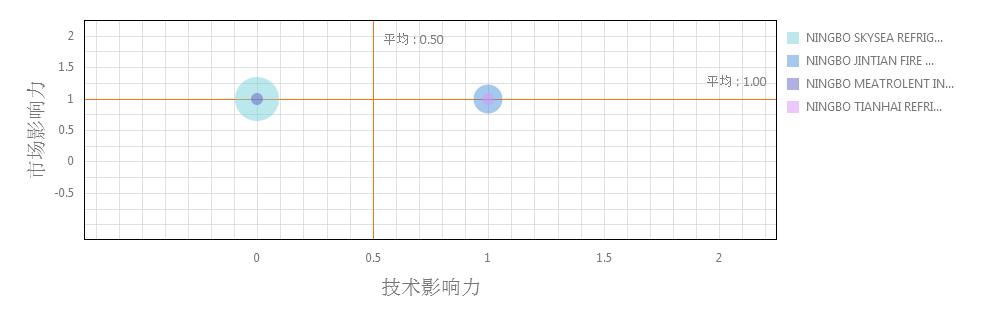 2
1.5
1
0.5
0
-0.5
市场影响力
平均 : 0.50
平均 : 1.00
0
0.5
1
1.5
2
技术影响力
NINGBO SKYSEA REFRIG...
NINGBO JINTIAN FIRE ...
NINGBO MEATROLENT IN...
NINGBO TIANHAI REFRI...